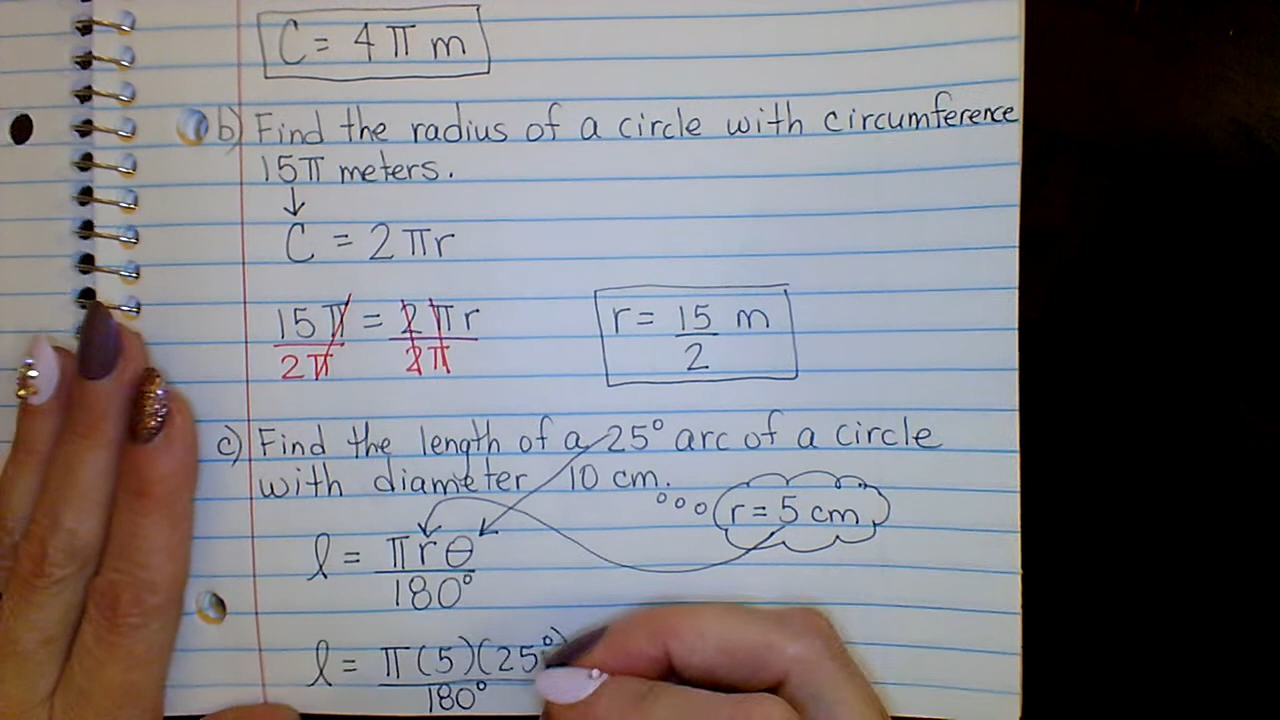 C = 4 π m
b) Find the radius of a circle with circumference
15π meters.
C = 2πr
15π = 2πr
2π 2π
r = 15 m
2
c) Find the length of a 25° arc of a circle
with diameter 10 cm.
r = 5 cm
l = πrθ
180°
l = π(5)(25°)
180°